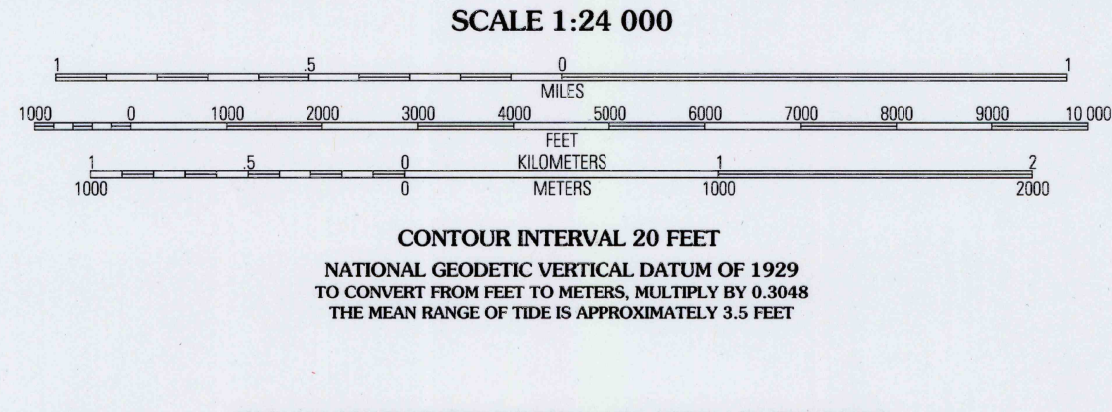 SCALE 1:24 000
1 .5 0 1
MILES
1000 0 1000 2000 3000 4000 5000 6000 7000 8000 9000 10 000
FEET
1 .5 0 KILOMETERS 1 2
1000 0 METERS 1000 2000
CONTOUR INTERVAL 20 FEET
NATIONAL GEODETIC VERTICAL DATUM OF 1929
TO CONVERT FROM FEET TO METERS, MULTIPLY BY 0.3048
THE MEAN RANGE OF TIDE IS APPROXIMATELY 3.5 FEET